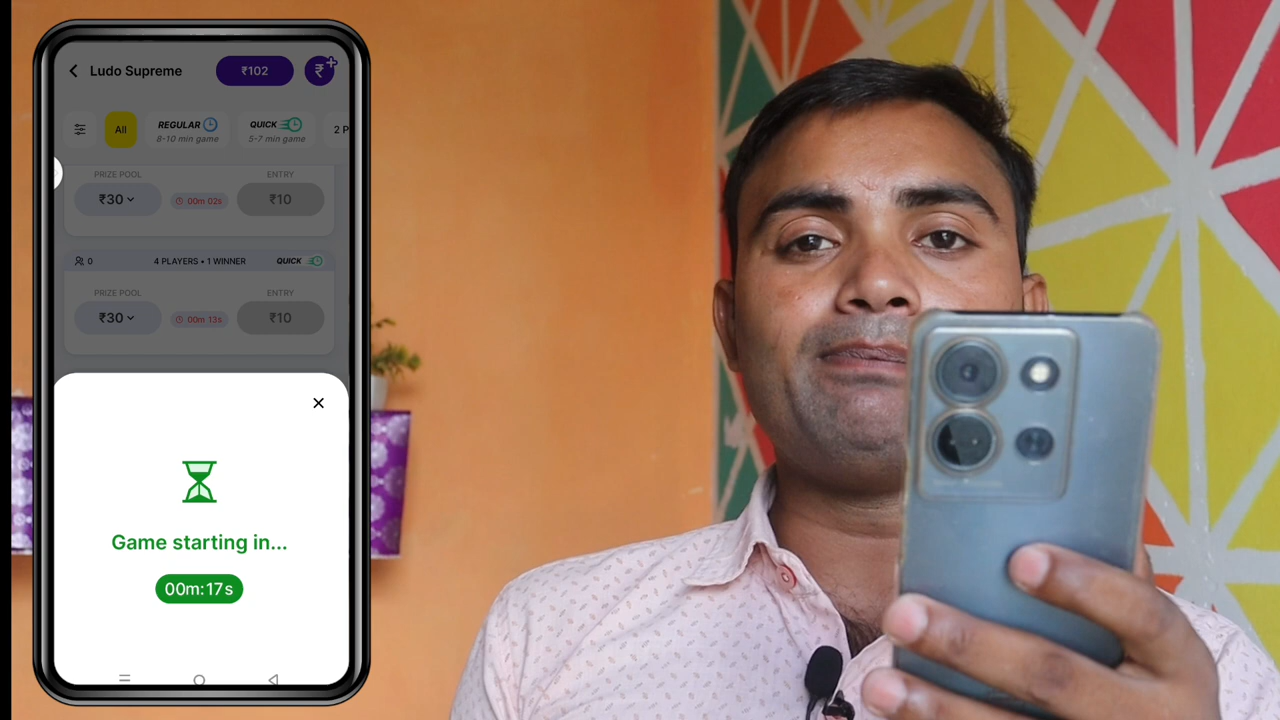 Ludo Supreme ₹102 ₹+
All REGULAR QUICK 2 P
8-10 min game 5-7 min game
PRIZE POOL ENTRY
₹30 00m 02s ₹10
0 4 PLAYERS • 1 WINNER QUICK
PRIZE POOL ENTRY
₹30 00m 13s ₹10
Game starting in...
00m:17s